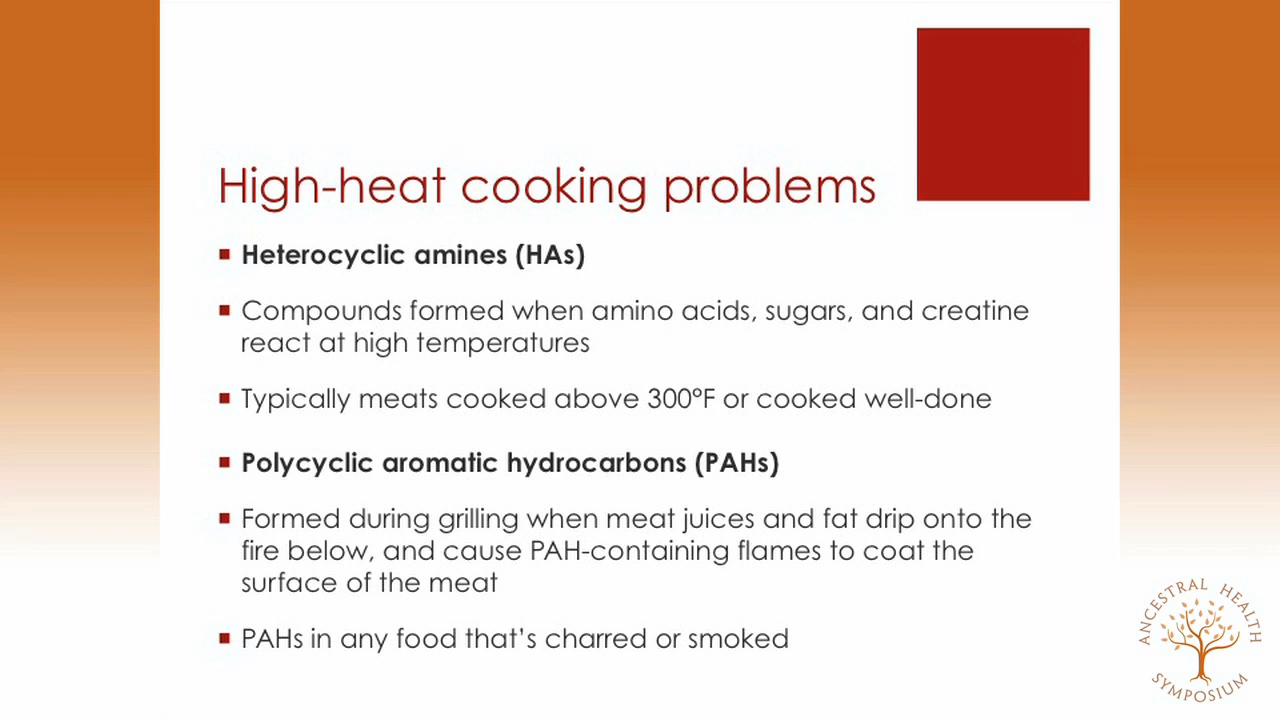 High-heat cooking problems
Heterocyclic amines (HAs)
Compounds formed when amino acids, sugars, and creatine
react at high temperatures
Typically meats cooked above 300°F or cooked well-done
Polycyclic aromatic hydrocarbons (PAHs)
Formed during grilling when meat juices and fat drip onto the
fire below, and cause PAH-containing flames to coat the
surface of the meat
PAHs in any food that’s charred or smoked
ANCESTRAL HEALTH
SYMPOSIUM